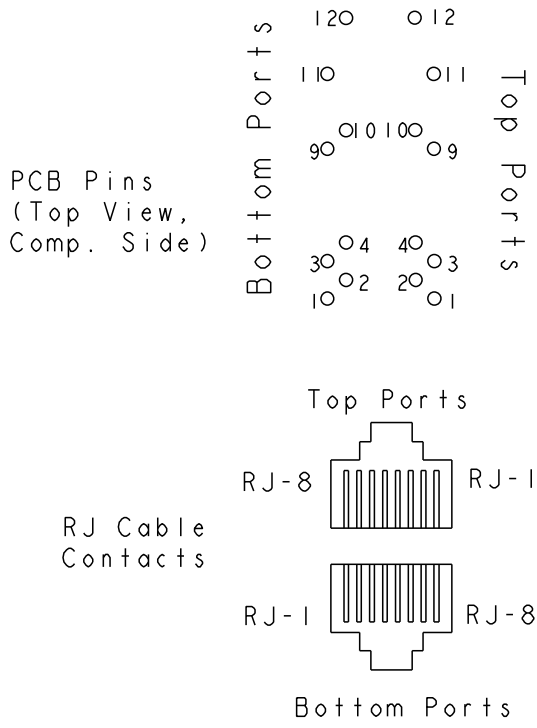 12 12
11 11
10 10
9 9
4 4
3 3
2 2
1 1
Bottom Ports
Top Ports
PCB Pins
(Top View,
Comp. Side)
Top Ports
RJ-8 RJ-1
RJ Cable
Contacts
RJ-1 RJ-8
Bottom Ports